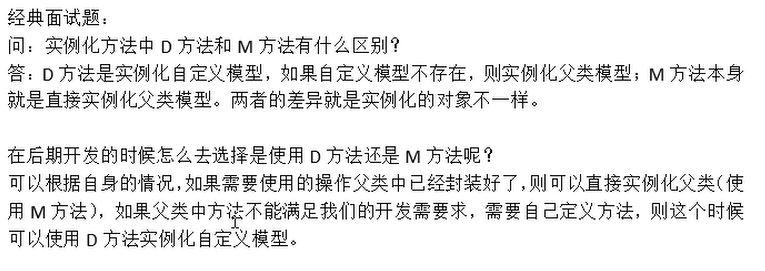 经典面试题：
问：实例化方法中 D 方法和 M 方法有什么区别？
答：D 方法是实例化自定义模型，如果自定义模型不存在，则实例化父类模型；M 方法本身
就是直接实例化父类模型。两者的差异就是实例化的对象不一样。
在后期开发的时候怎么去选择是使用 D 方法还是 M 方法呢？
可以根据自身的情况，如果需要使用的操作父类中已经封装好了，则可以直接实例化父类（使
用 M 方法），如果父类中方法不能满足我们的开发需要求，需要自己定义方法，则这个时候
可以使用 D 方法实例化自定义模型。